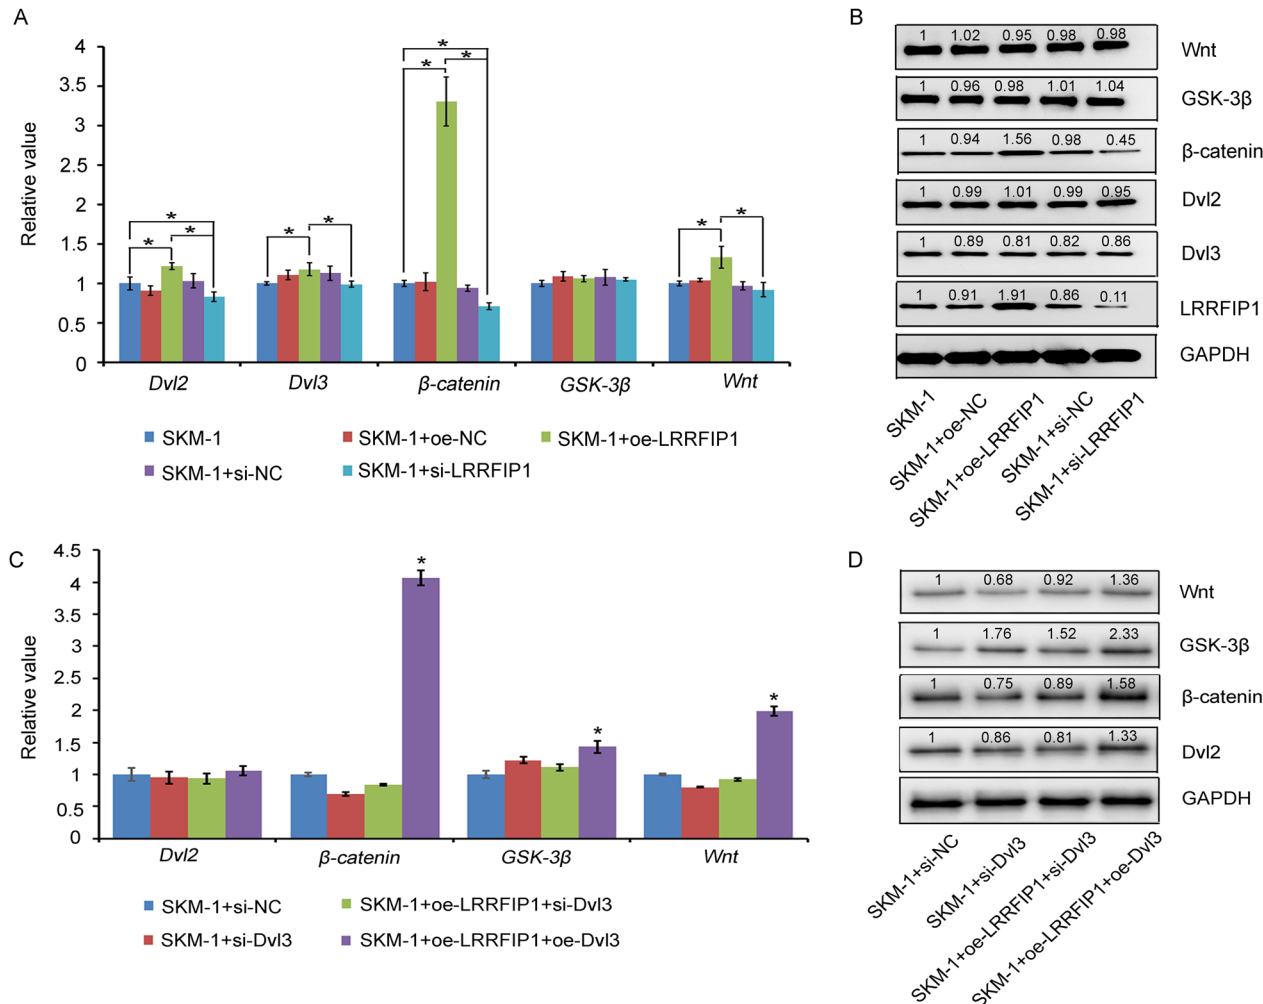 A
4
3.5
3
2.5
2
1.5
1
0.5
0
Relative value
* * *
* * *
* *
* *
Dvl2 Dvl3 β-catenin GSK-3β Wnt
SKM-1 SKM-1+oe-NC SKM-1+oe-LRRFIP1
SKM-1+si-NC SKM-1+si-LRRFIP1
B
1 1.02 0.95 0.98 0.98 Wnt
1 0.96 0.98 1.01 1.04 GSK-3β
1 0.94 1.56 0.98 0.45 β-catenin
1 0.99 1.01 0.99 0.95 Dvl2
1 0.89 0.81 0.82 0.86 Dvl3
1 0.91 1.91 0.86 0.11 LRRFIP1
GAPDH
SKM-1
SKM-1+oe-NC
SKM-1+oe-LRRFIP1
SKM-1+si-NC
SKM-1+si-LRRFIP1
C
4.5
4
3.5
3
2.5
2
1.5
1
0.5
0
Relative value
* * *
Dvl2 β-catenin GSK-3β Wnt
SKM-1+si-NC SKM-1+oe-LRRFIP1+si-Dvl3
SKM-1+si-Dvl3 SKM-1+oe-LRRFIP1+oe-Dvl3
D
1 0.68 0.92 1.36 Wnt
1 1.76 1.52 2.33 GSK-3β
1 0.75 0.89 1.58 β-catenin
1 0.86 0.81 1.33 Dvl2
GAPDH
SKM-1+si-NC
SKM-1+si-Dvl3
SKM-1+oe-LRRFIP1+si-Dvl3
SKM-1+oe-LRRFIP1+oe-Dvl3